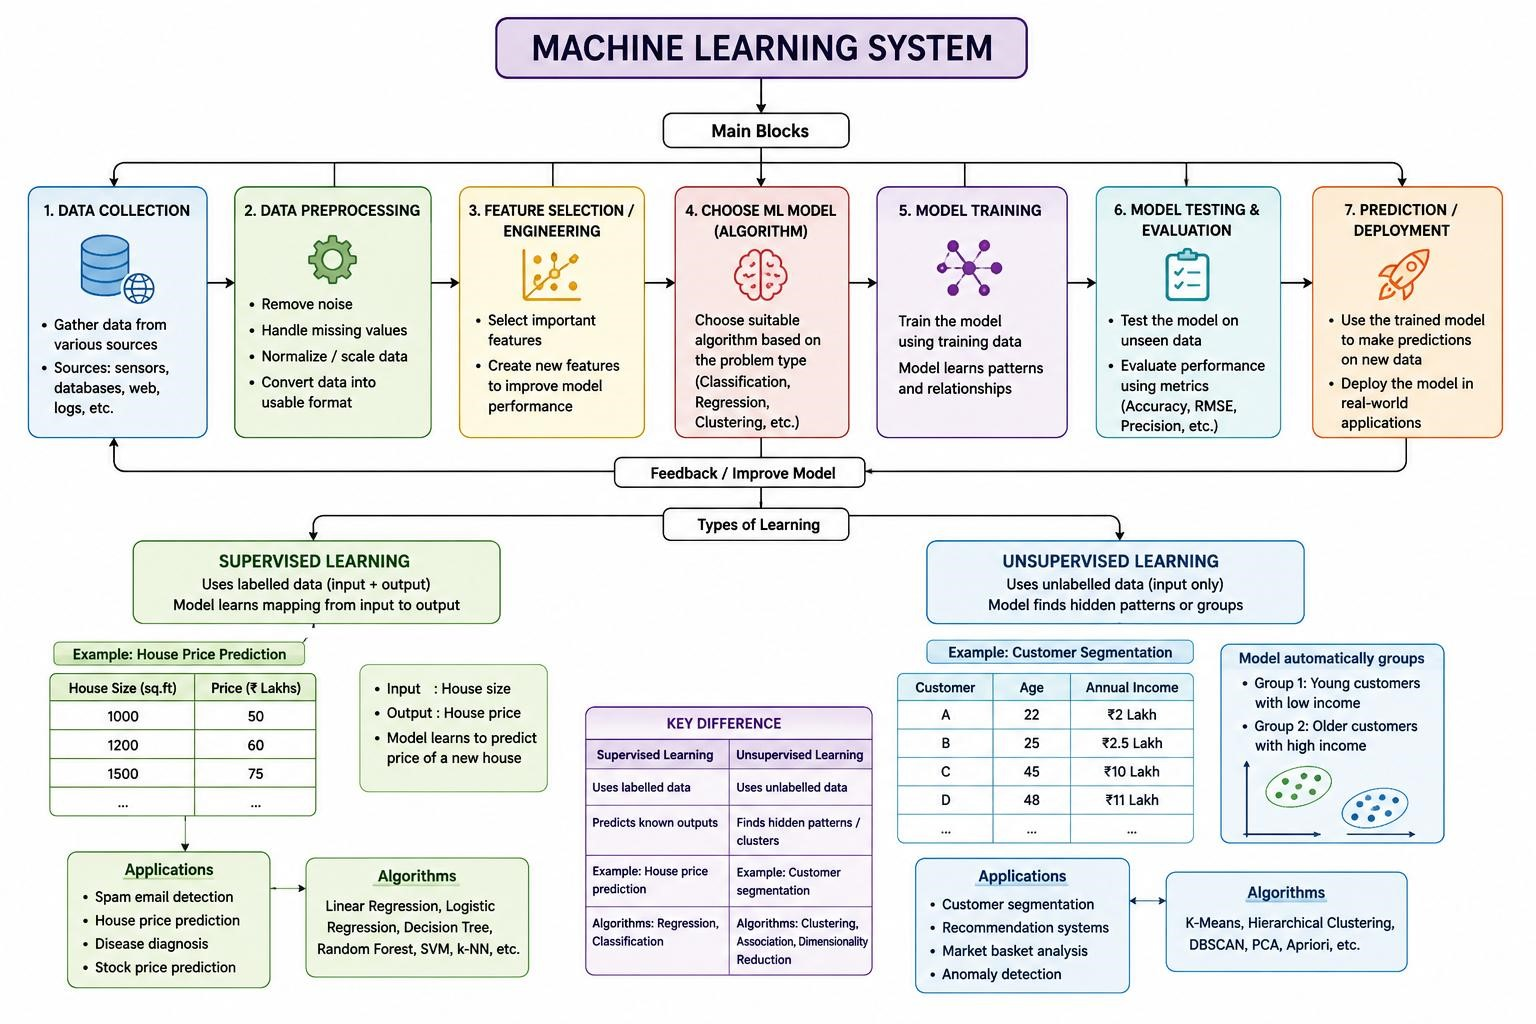 MACHINE LEARNING SYSTEM
Main Blocks
1. DATA COLLECTION
• Gather data from
various sources
• Sources: sensors,
databases, web,
logs, etc.
2. DATA PREPROCESSING
• Remove noise
• Handle missing values
• Normalize / scale data
• Convert data into
usable format
3. FEATURE SELECTION /
ENGINEERING
• Select important
features
• Create new features
to improve model
performance
4. CHOOSE ML MODEL
(ALGORITHM)
Choose suitable
algorithm based on
the problem type
(Classification,
Regression,
Clustering, etc.)
5. MODEL TRAINING
Train the model
using training data
Model learns patterns
and relationships
6. MODEL TESTING &
EVALUATION
• Test the model on
unseen data
• Evaluate performance
using metrics
(Accuracy, RMSE,
Precision, etc.)
7. PREDICTION /
DEPLOYMENT
• Use the trained model
to make predictions
on new data
• Deploy the model in
real-world
applications
Feedback / Improve Model
Types of Learning
SUPERVISED LEARNING
Uses labelled data (input + output)
Model learns mapping from input to output
Example: House Price Prediction
House Size (sq.ft) Price (₹ Lakhs)
1000 50
1200 60
1500 75
... ...
• Input : House size
• Output : House price
• Model learns to predict
price of a new house
Applications
• Spam email detection
• House price prediction
• Disease diagnosis
• Stock price prediction
Algorithms
Linear Regression, Logistic
Regression, Decision Tree,
Random Forest, SVM, k-NN, etc.
KEY DIFFERENCE
Supervised Learning Unsupervised Learning
Uses labelled data Uses unlabelled data
Predicts known outputs Finds hidden patterns /
clusters
Example: House price Example: Customer
prediction segmentation
Algorithms: Regression, Algorithms: Clustering,
Classification Association, Dimensionality
Reduction
UNSUPERVISED LEARNING
Uses unlabelled data (input only)
Model finds hidden patterns or groups
Example: Customer Segmentation
Customer Age Annual Income
A 22 ₹2 Lakh
B 25 ₹2.5 Lakh
C 45 ₹10 Lakh
D 48 ₹11 Lakh
... ... ...
Model automatically groups
• Group 1: Young customers
with low income
• Group 2: Older customers
with high income
Applications
• Customer segmentation
• Recommendation systems
• Market basket analysis
• Anomaly detection
Algorithms
K-Means, Hierarchical Clustering,
DBSCAN, PCA, Apriori, etc.